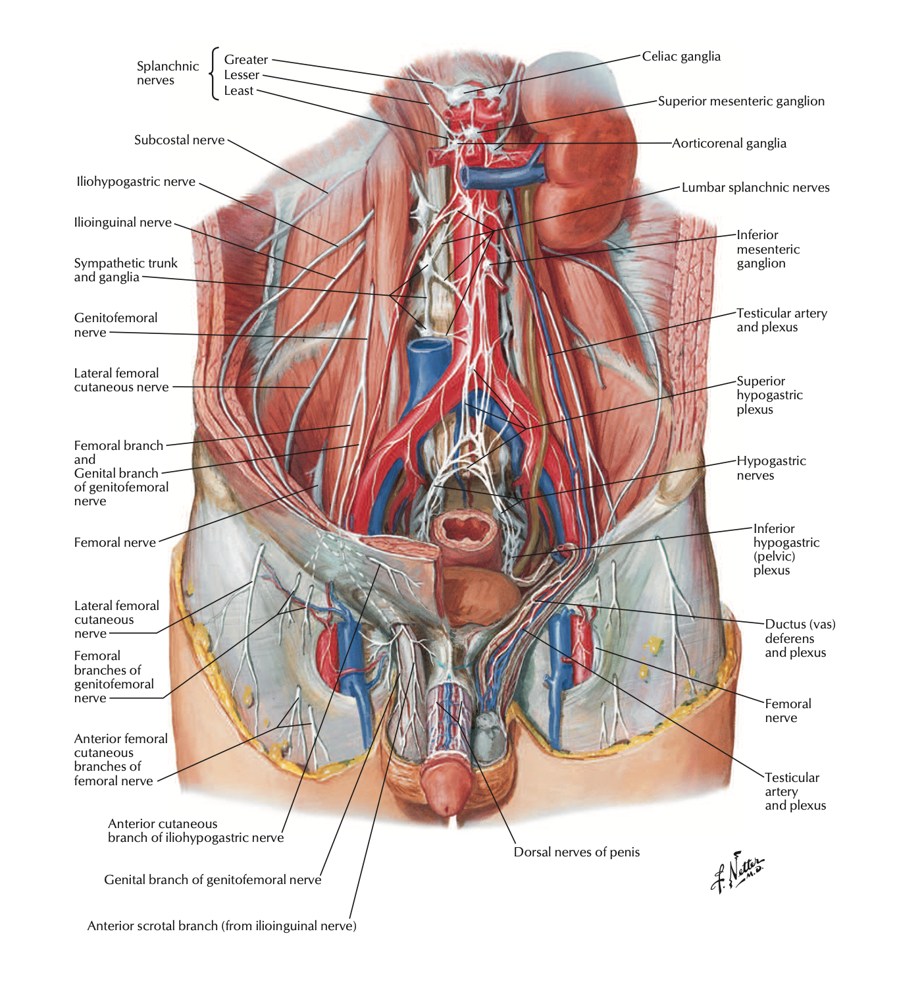 Splanchnic
nerves
Greater
Lesser
Least
Subcostal nerve
Iliohypogastric nerve
Ilioinguinal nerve
Sympathetic trunk
and ganglia
Genitofemoral
nerve
Lateral femoral
cutaneous nerve
Femoral branch
and
Genital branch
of genitofemoral
nerve
Femoral nerve
Lateral femoral
cutaneous
nerve
Femoral
branches of
genitofemoral
nerve
Anterior femoral
cutaneous
branches of
femoral nerve
Anterior cutaneous
branch of iliohypogastric nerve
Genital branch of genitofemoral nerve
Anterior scrotal branch (from ilioinguinal nerve)
Celiac ganglia
Superior mesenteric ganglion
Aorticorenal ganglia
Lumbar splanchnic nerves
Inferior
mesenteric
ganglion
Testicular artery
and plexus
Superior
hypogastric
plexus
Hypogastric
nerves
Inferior
hypogastric
(pelvic)
plexus
Ductus (vas)
deferens
and plexus
Femoral
nerve
Testicular
artery
and plexus
Dorsal nerves of penis
F. Netter
M.D.